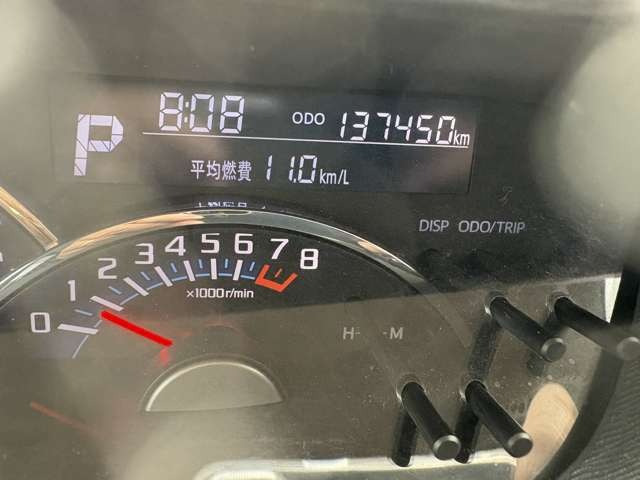 8:08 ODO 137450km
P
平均燃費 11.0km/L
DISP ODO/TRIP
0 1 2 3 4 5 6 7 8
×1000r/min
H- -M